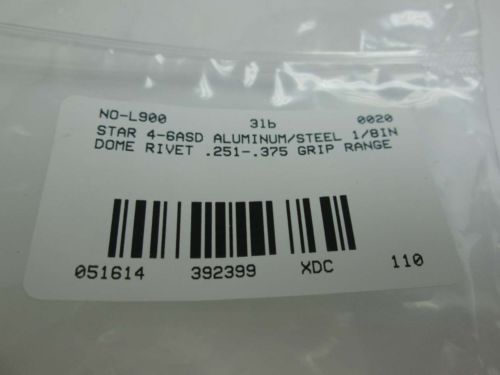 NO-L900 31b 0020
STAR 4-6ASD ALUMINUM/STEEL 1/8IN
DOME RIVET .251-.375 GRIP RANGE
051614 392399 XDC 110